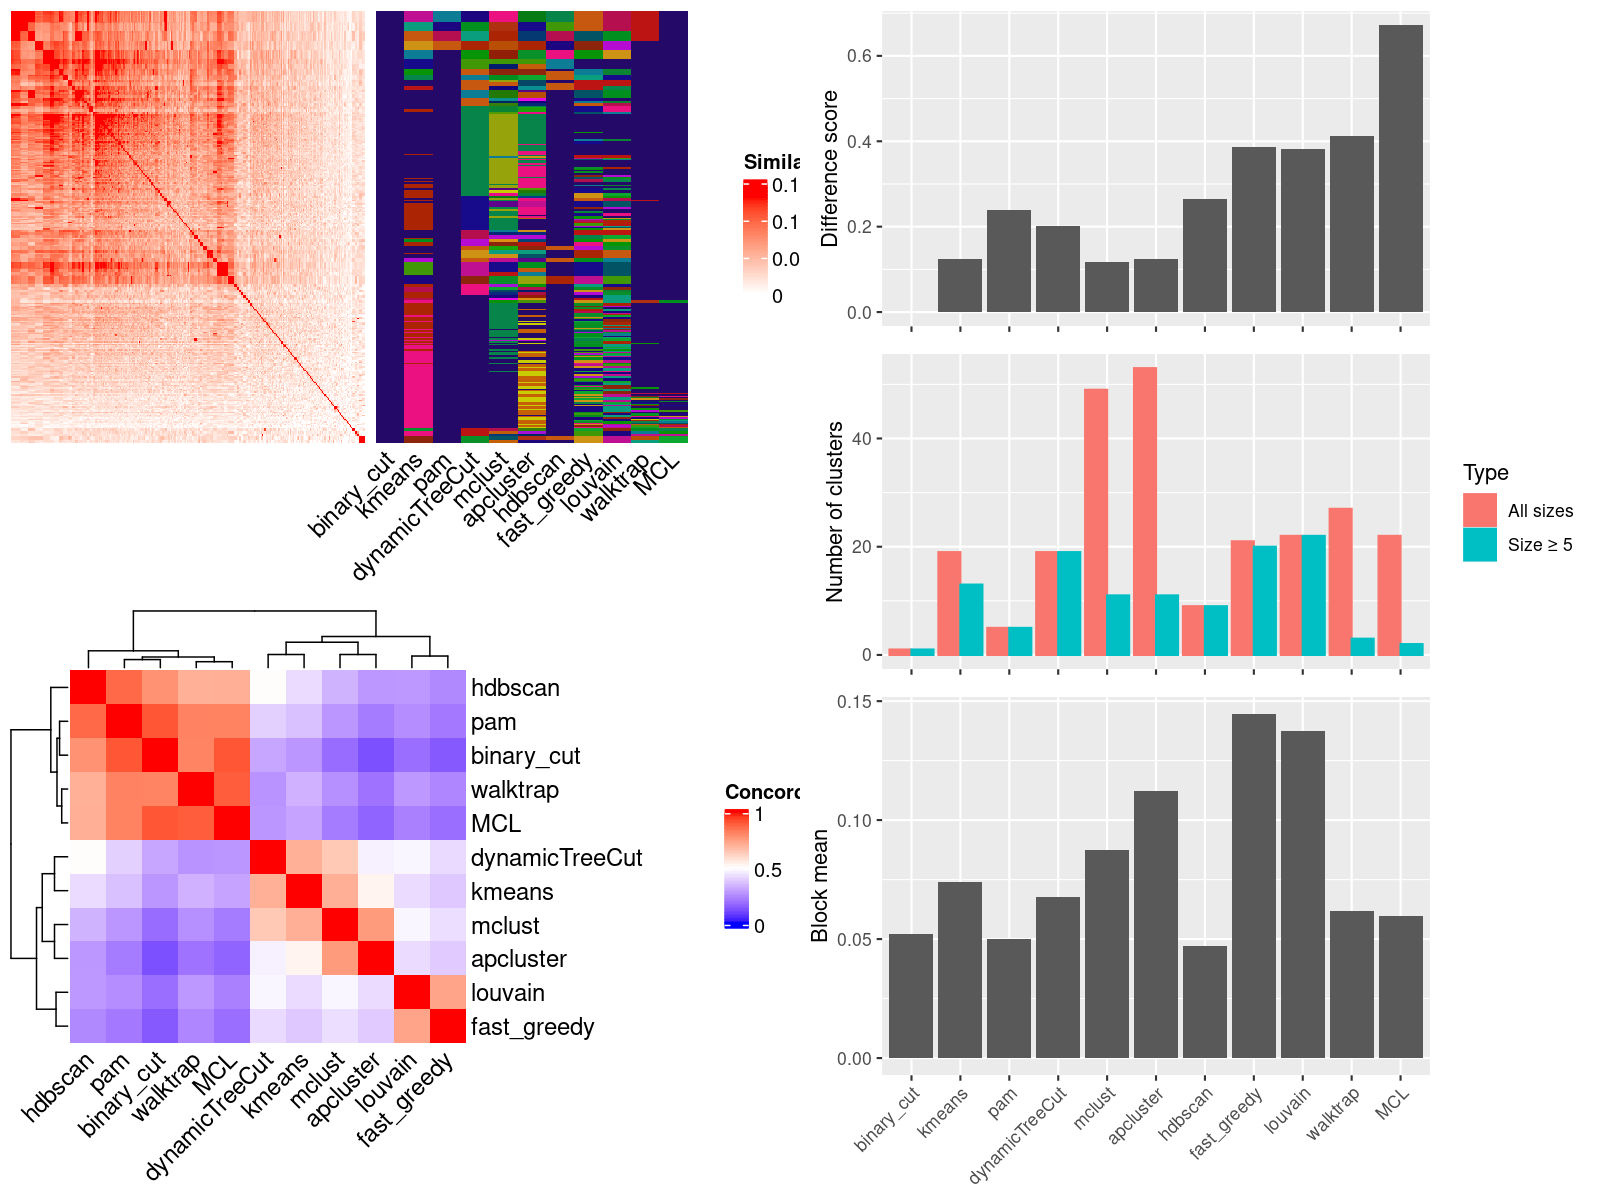 Simila
0.1
0.1
0.0
0
binary_cut
kmeans
pam
dynamicTreeCut
mclust
apcluster
hdbscan
fast_greedy
louvain
walktrap
MCL
hdbscan
pam
binary_cut
walktrap
MCL
dynamicTreeCut
kmeans
mclust
apcluster
louvain
fast_greedy
hdbscan
pam
binary_cut
walktrap
MCL
dynamicTreeCut
kmeans
mclust
apcluster
louvain
fast_greedy
Concord
1
0.5
0
Difference score
0.6
0.4
0.2
0.0
Number of clusters
40
20
0
Type
All sizes
Size ≥ 5
Block mean
0.15
0.10
0.05
0.00
binary_cut
kmeans
pam
dynamicTreeCut
mclust
apcluster
hdbscan
fast_greedy
louvain
walktrap
MCL